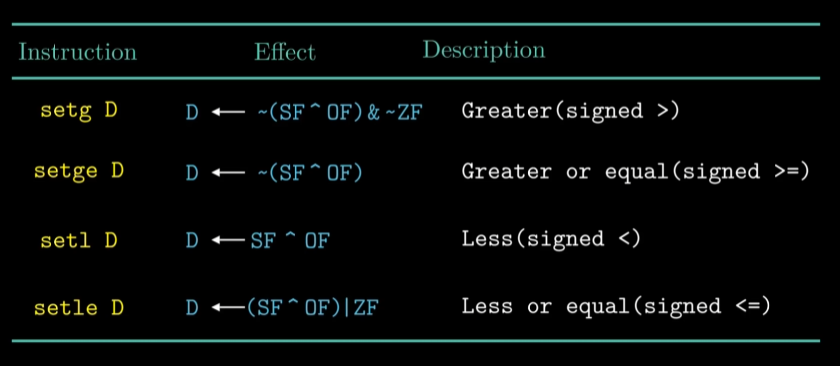 Instruction Effect Description
setg D D ⟵ ~(SF^OF)&~ZF Greater(signed >)
setge D D ⟵ ~(SF^OF) Greater or equal(signed >=)
setl D D ⟵ SF ^ OF Less(signed <)
setle D D ⟵ (SF^OF)|ZF Less or equal(signed <=)